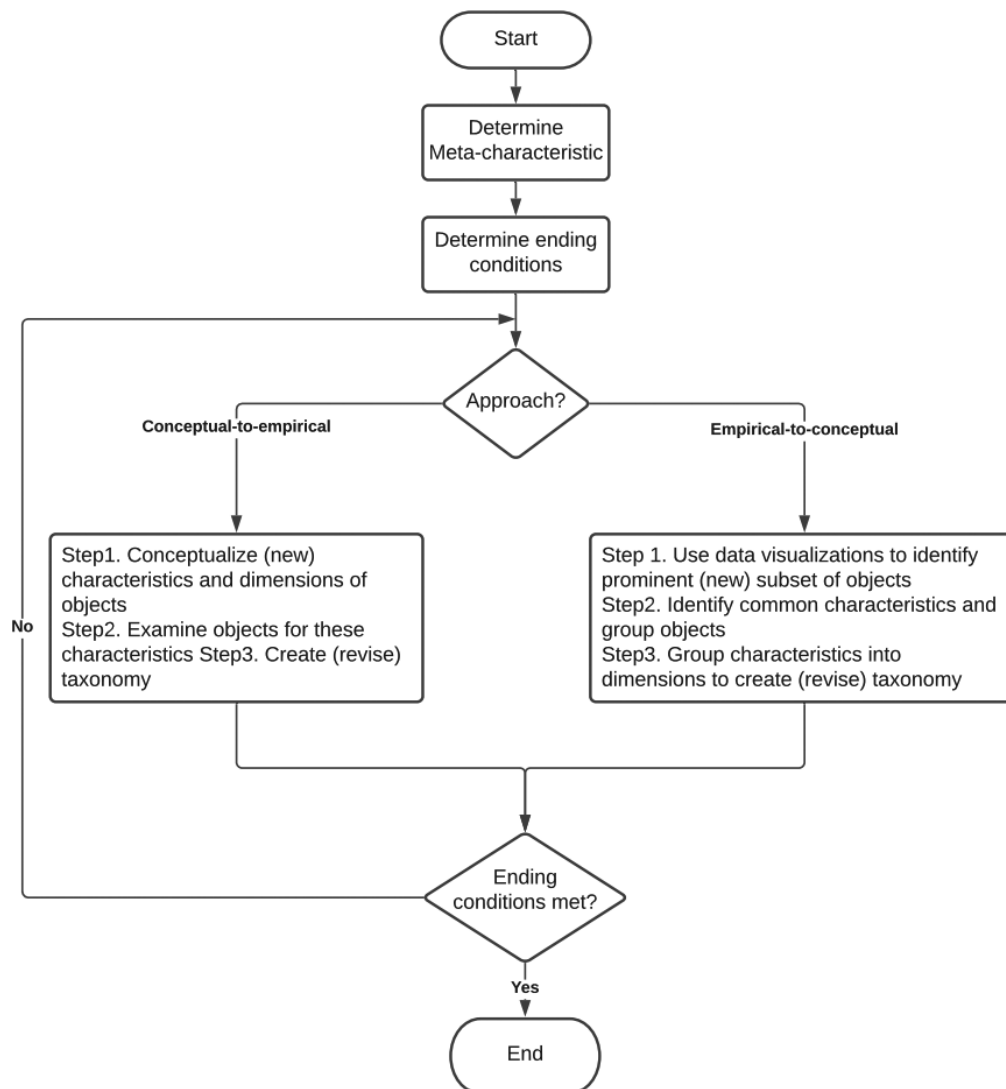 Start
Determine
Meta-characteristic
Determine ending
conditions
Approach?
Conceptual-to-empirical
Empirical-to-conceptual
Step1. Conceptualize (new)
characteristics and dimensions of
objects
Step2. Examine objects for these
characteristics Step3. Create (revise)
taxonomy
Step 1. Use data visualizations to identify
prominent (new) subset of objects
Step2. Identify common characteristics and
group objects
Step3. Group characteristics into
dimensions to create (revise) taxonomy
No
Ending
conditions met?
Yes
End